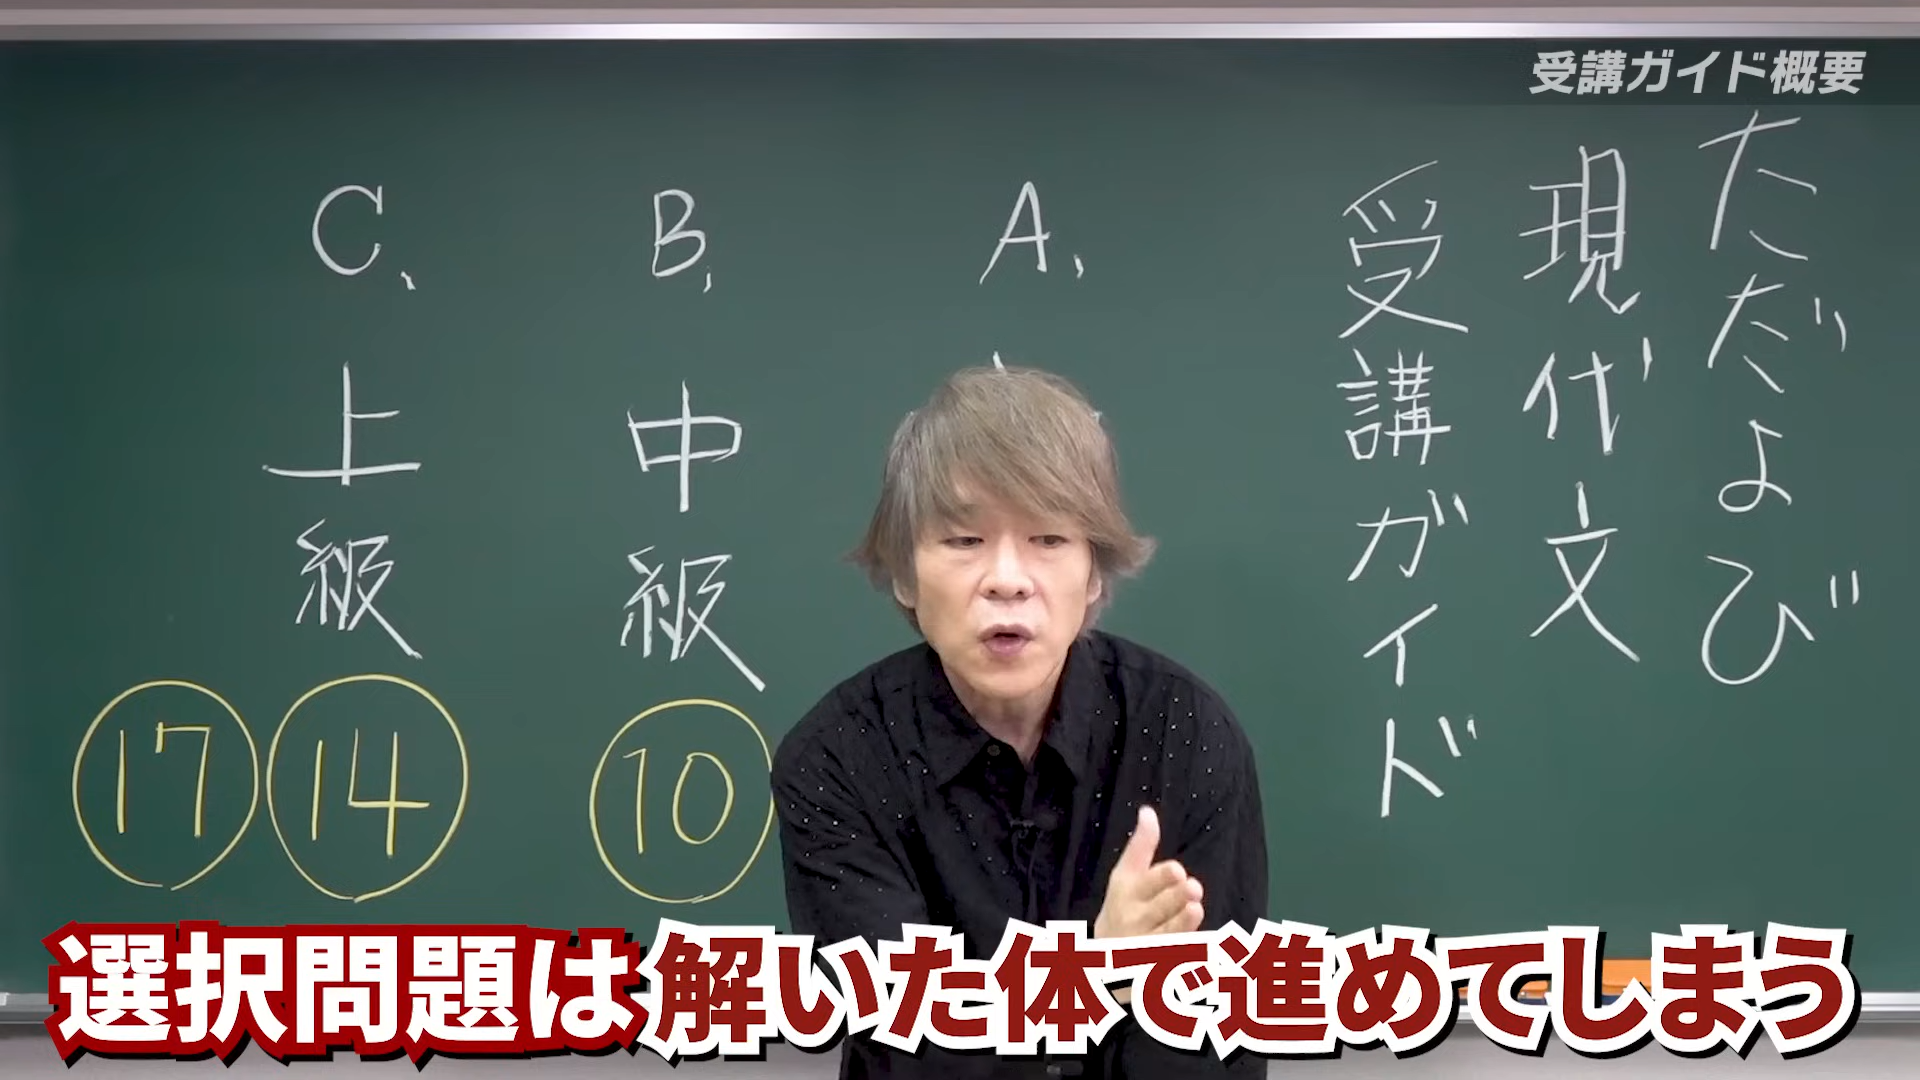 受講ガイド概要
ただよび
現代文
受講ガイド
A、
B、中級
⑩
C、上級
⑭
⑰
選択問題は解いた体で進めてしまう